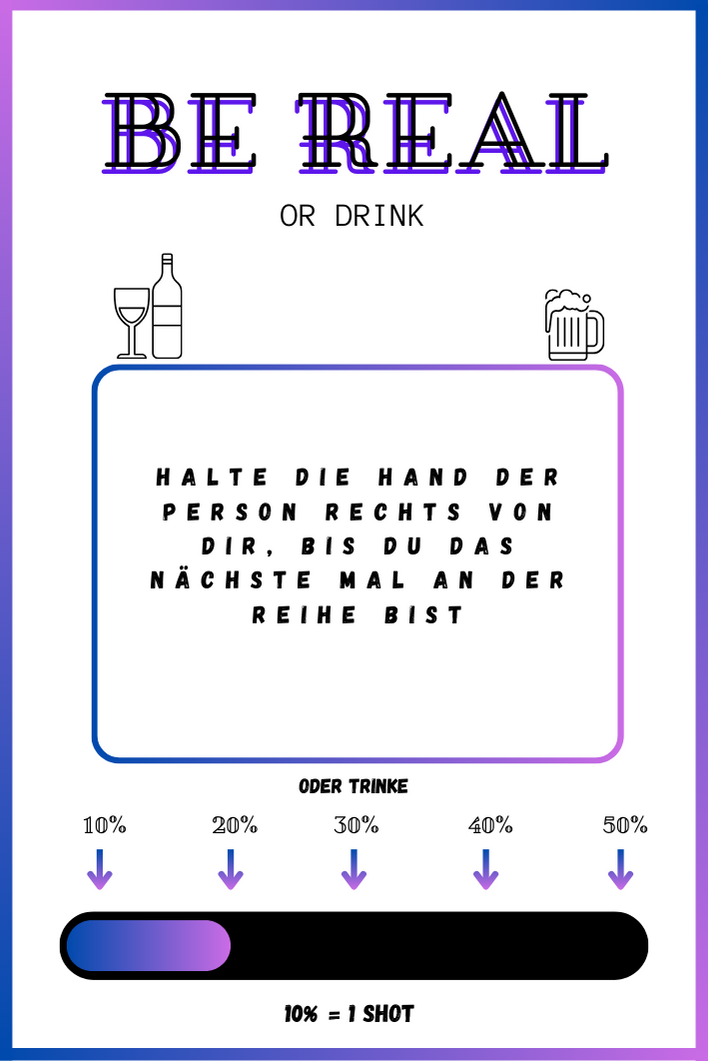 BE REAL
OR DRINK
HALTE DIE HAND DER
PERSON RECHTS VON
DIR, BIS DU DAS
NÄCHSTE MAL AN DER
REIHE BIST
ODER TRINKE
10% 20% 30% 40% 50%
10% = 1 SHOT